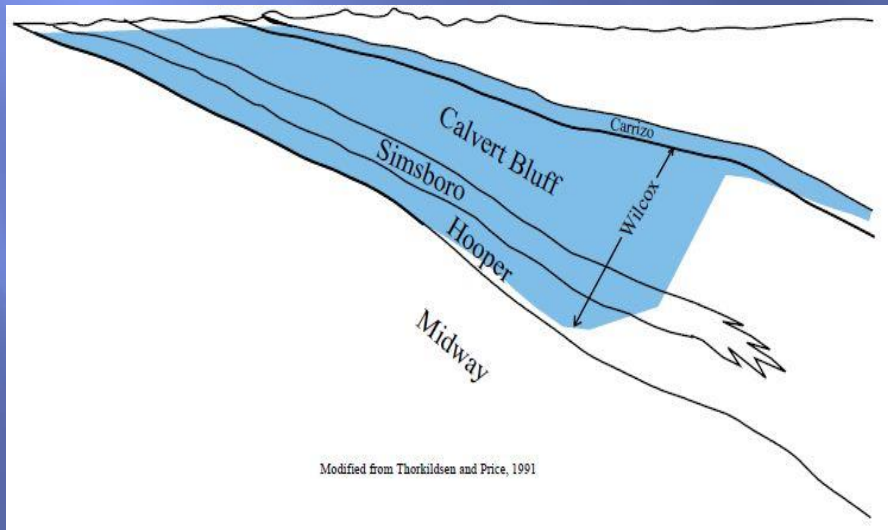 Carrizo
Calvert Bluff
Wilcox
Simsboro
Hooper
Midway
Modified from Thorkildsen and Price, 1991